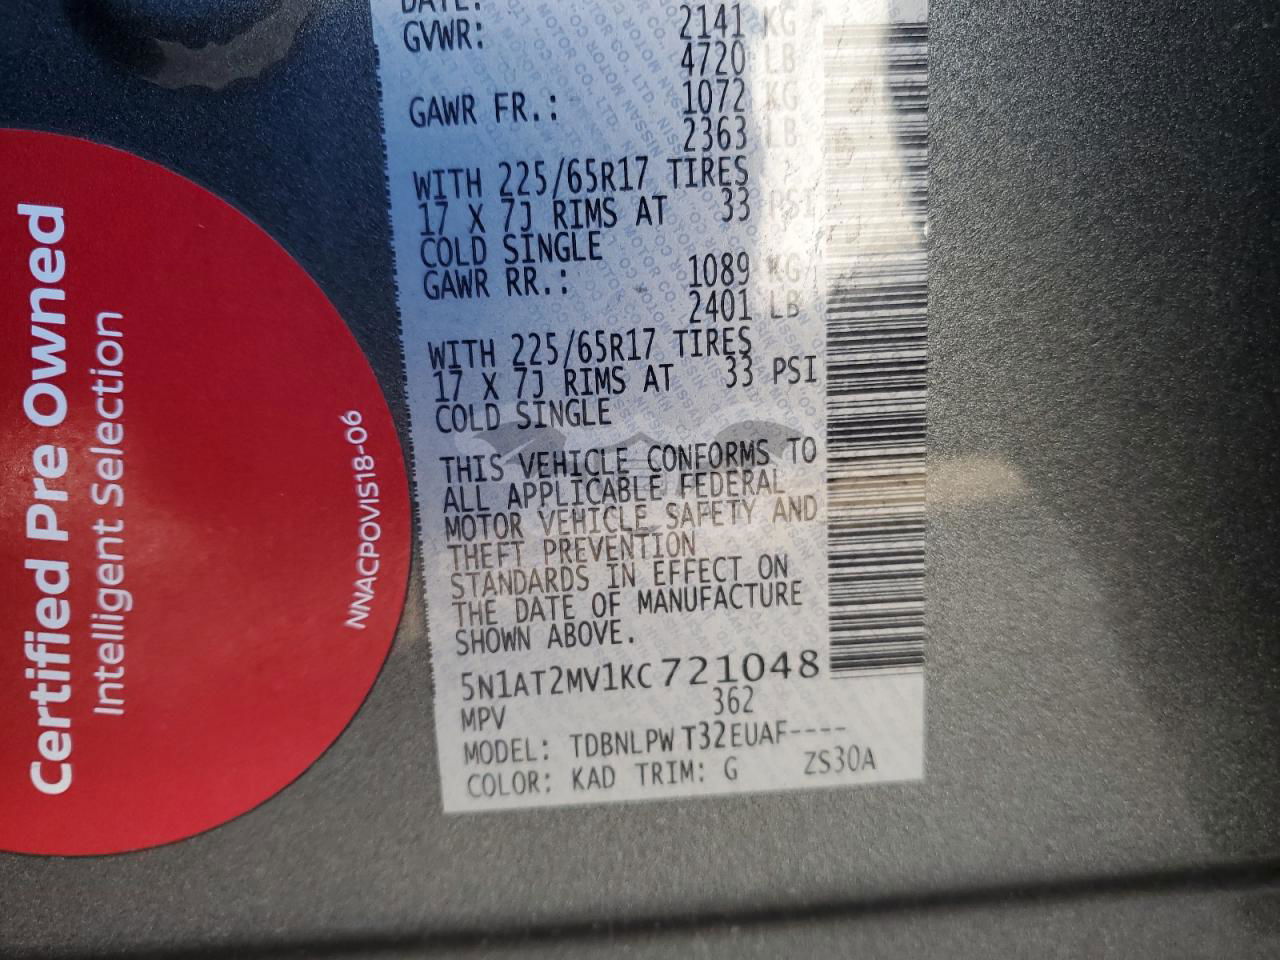 DATE:
GVWR: 2141 KG
4720 LB
GAWR FR.: 1072 KG
2363 LB
WITH 225/65R17 TIRES
17 X 7J RIMS AT 33 PSI
COLD SINGLE
GAWR RR.: 1089 KG
2401 LB
WITH 225/65R17 TIRES
17 X 7J RIMS AT 33 PSI
COLD SINGLE
THIS VEHICLE CONFORMS TO
ALL APPLICABLE FEDERAL
MOTOR VEHICLE SAFETY AND
THEFT PREVENTION
STANDARDS IN EFFECT ON
THE DATE OF MANUFACTURE
SHOWN ABOVE.
5N1AT2MV1KC721048
MPV 362
MODEL: TDBNLPW T32EUAF----
COLOR: KAD TRIM: G ZS30A
Certified Pre Owned
Intelligent Selection
NNACPOVIS18-06